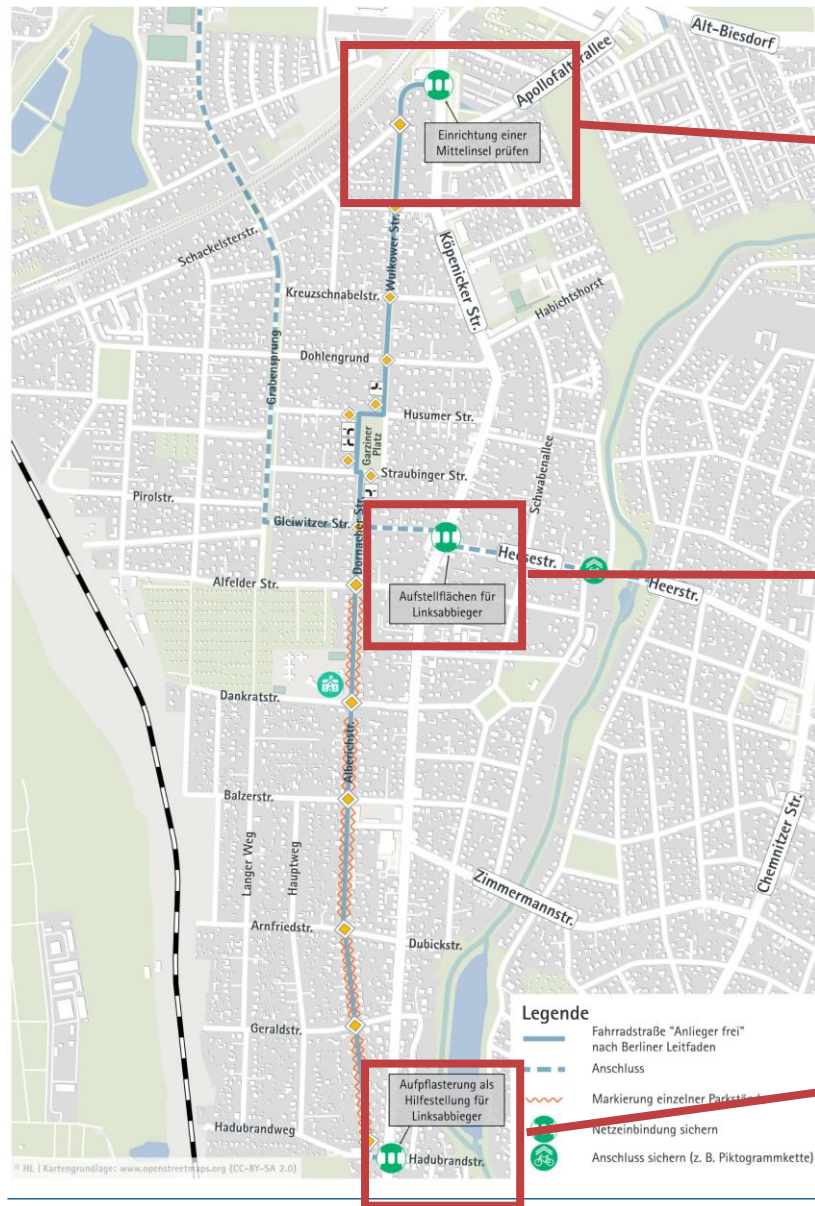 Alt-Biesdorf
Apollofalterallee
Einrichtung einer
Mittelinsel prüfen
Wulkower Str.
Köpenicker Str.
Schackelsterstr.
Habichtshorst
Kreuzschnabelstr.
Grabensprung
Dohlengrund
Husumer Str.
Garziner
Platz
Straubinger Str.
Schwabenallee
Pirolstr.
Gleiwitzer Str.
Dornacher Str.
Heesestr.
Heerstr.
Alfelder Str.
Aufstellflächen für
Linksabbieger
Dankratstr.
Alberichstr.
Balzerstr.
Langer Weg
Hauptweg
Chemnitzer Str.
Zimmermannstr.
Arnfriedstr.
Dubickstr.
Geraldstr.
Legende
Fahrradstraße "Anlieger frei"
nach Berliner Leitfaden
Anschluss
Markierung einzelner
Netzeinbindung sichern
Anschluss sichern (z. B. Piktogrammkette)
Aufpflasterung als
Hilfestellung für
Linksabbieger
Hadubrandweg
Hadubrandstr.
© HL | Kartengrundlage: www.openstreetmaps.org (CC-BY-SA 2.0)